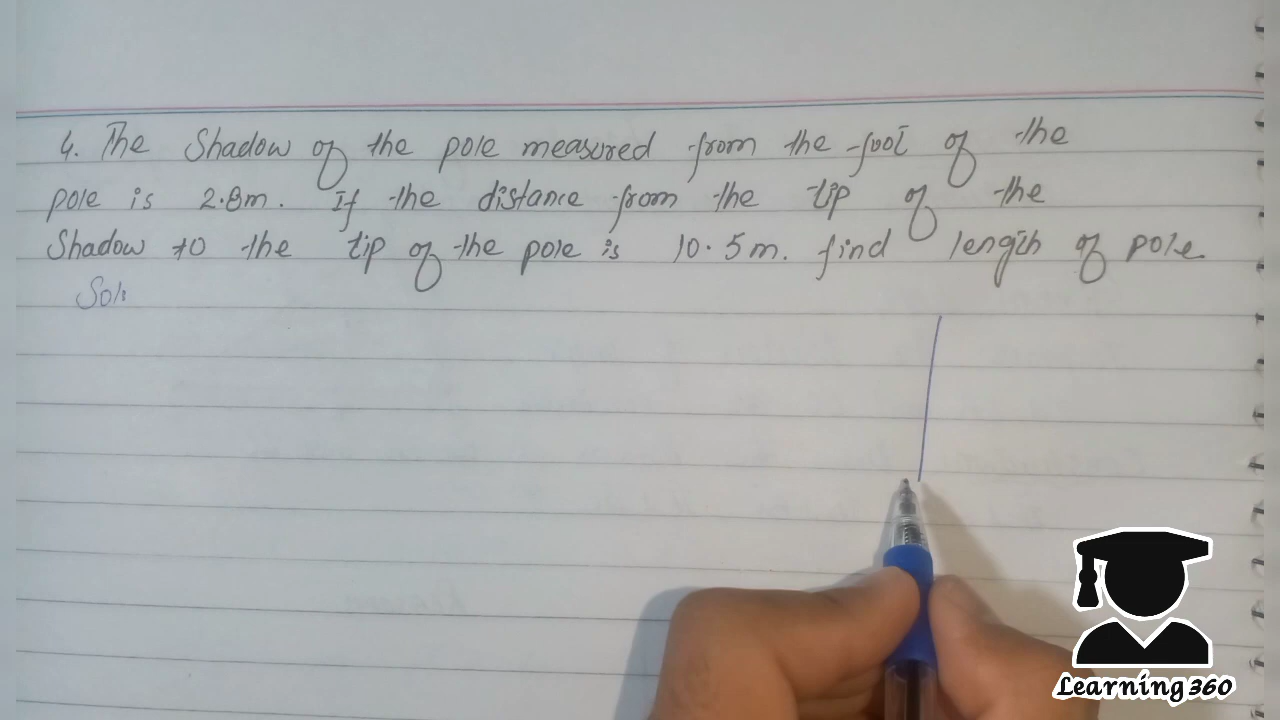 4. The Shadow of the pole measured from the foot of the
pole is 2.8m. If the distance from the tip of the
Shadow to the tip of the pole is 10.5m. find length of pole.
Sol:
Learning 360